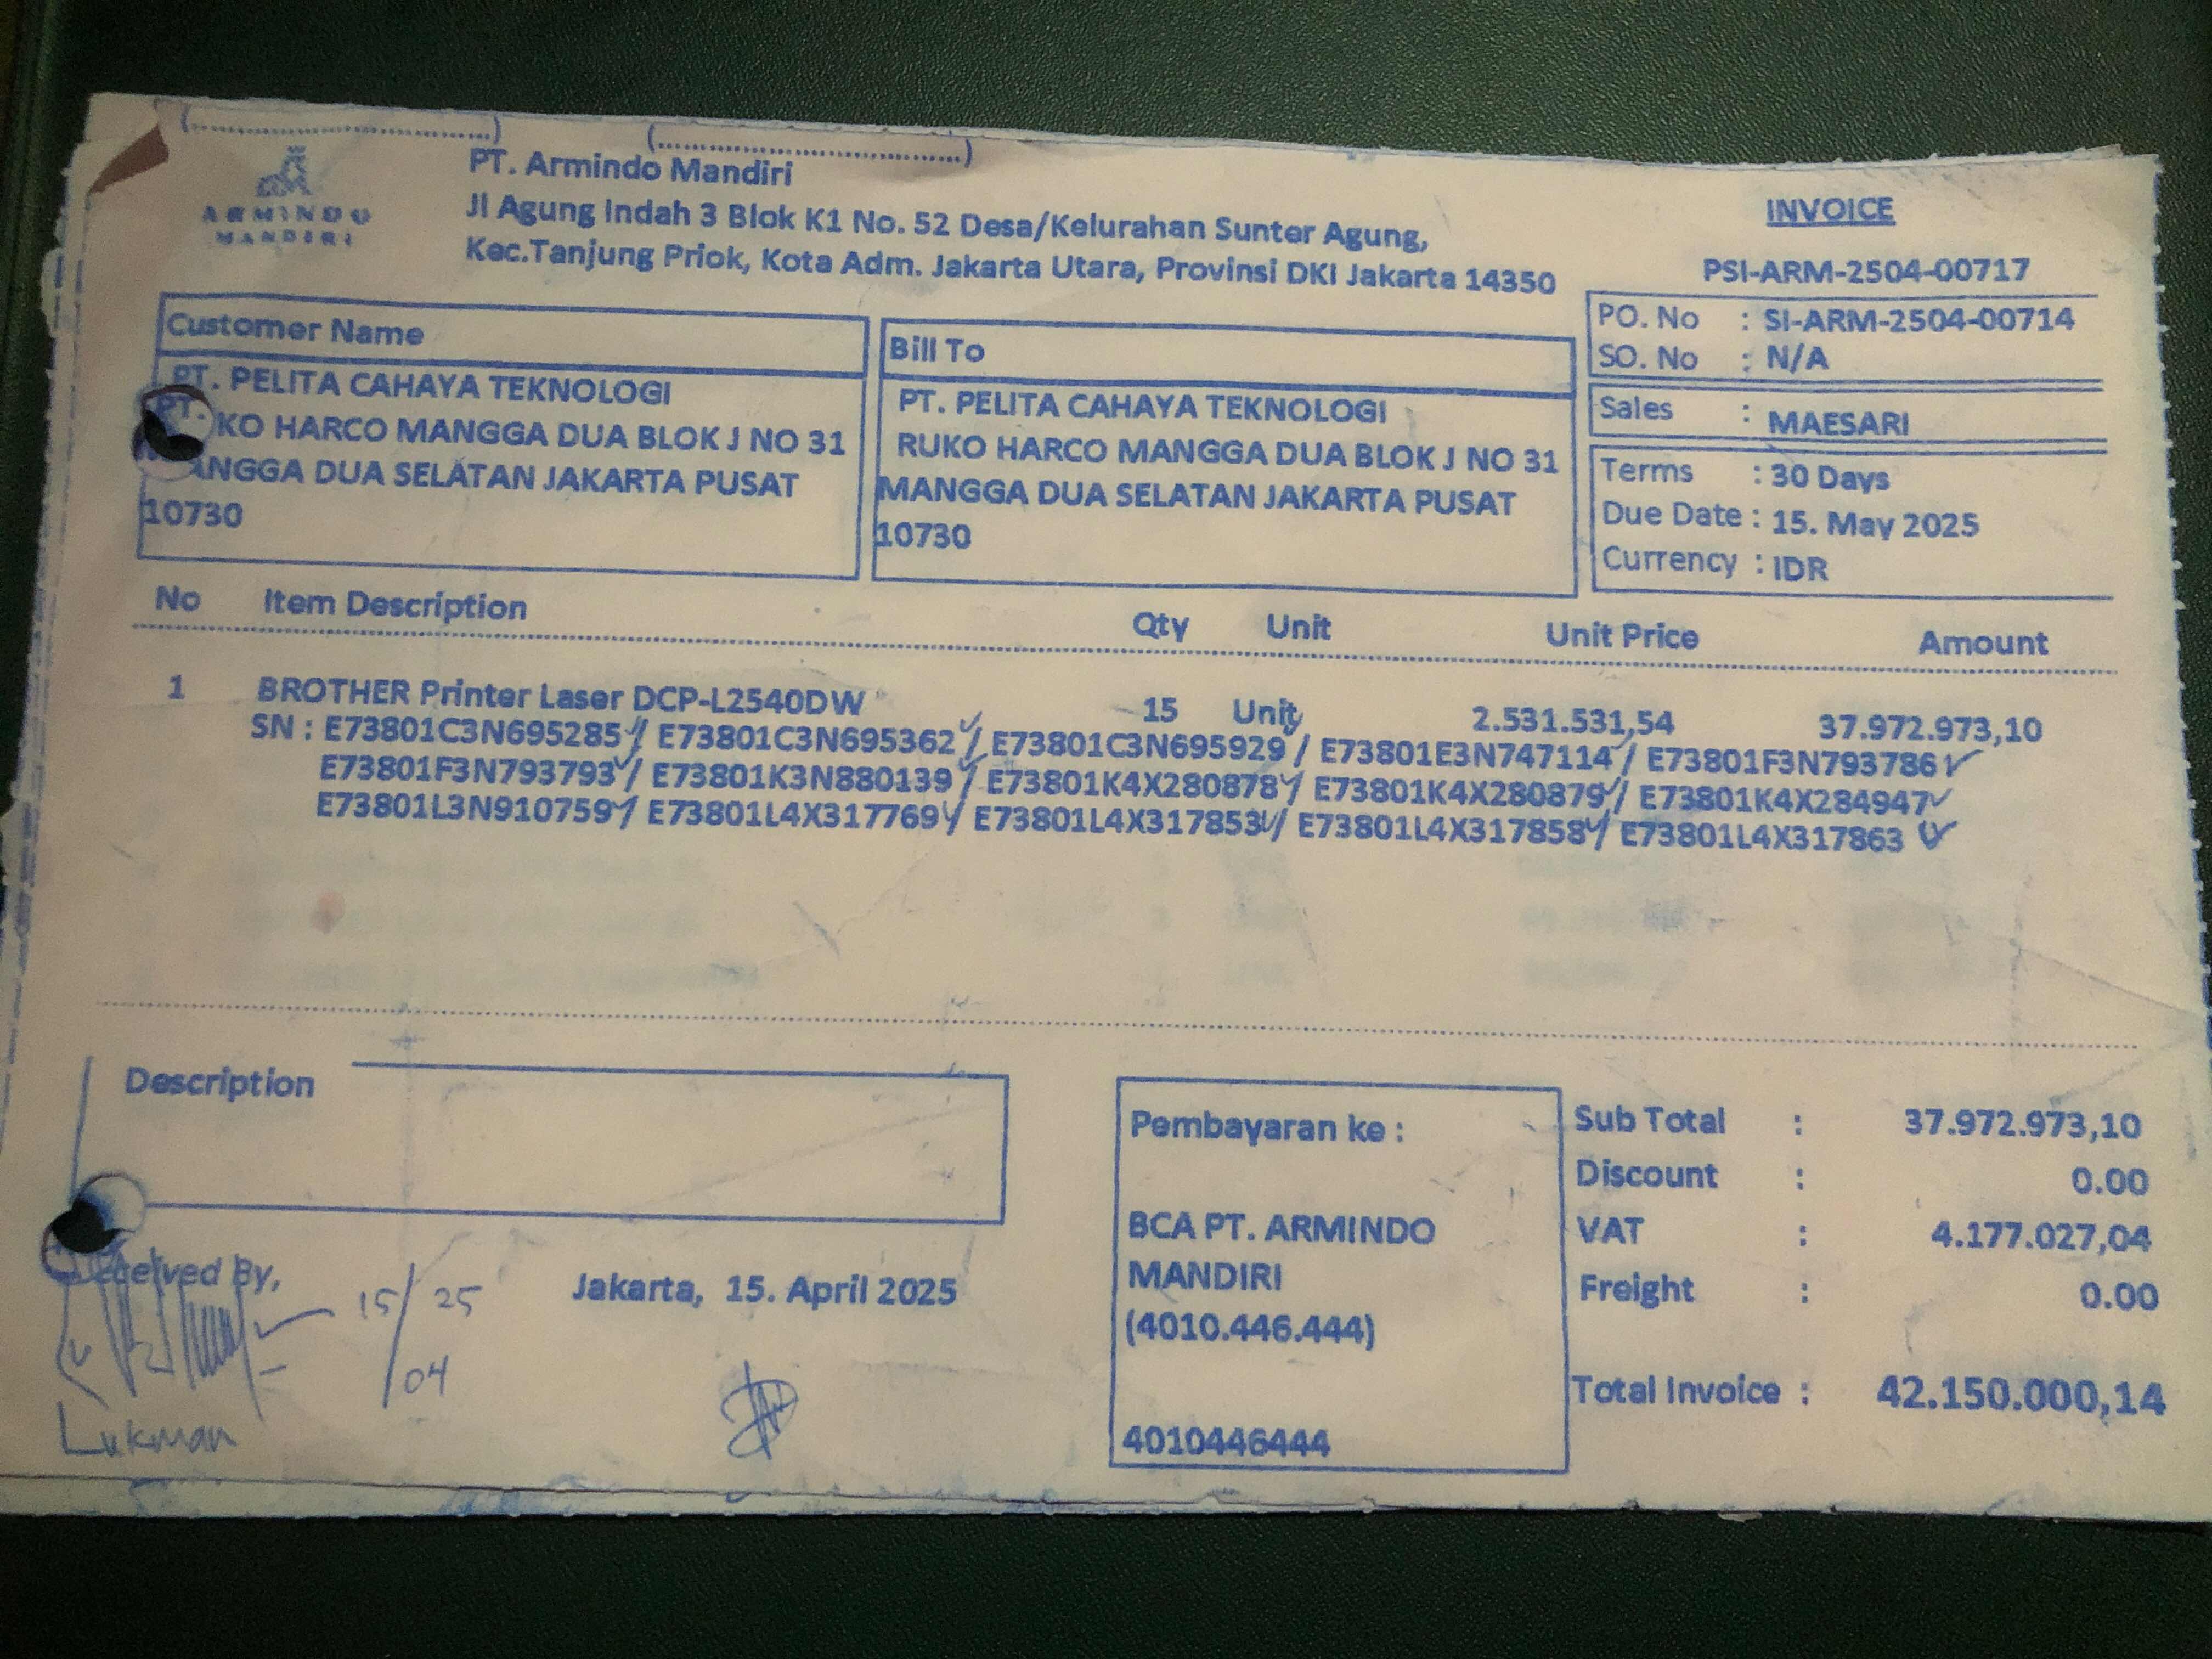 (..............................)
(..............................)
ARMINDO
MANDIRI
PT. Armindo Mandiri
Jl Agung Indah 3 Blok K1 No. 52 Desa/Kelurahan Sunter Agung,
Kec.Tanjung Priok, Kota Adm. Jakarta Utara, Provinsi DKI Jakarta 14350
INVOICE
PSI-ARM-2504-00717
PO. No : SI-ARM-2504-00714
SO. No : N/A
Sales : MAESARI
Terms : 30 Days
Due Date : 15. May 2025
Currency : IDR
Customer Name
PT. PELITA CAHAYA TEKNOLOGI
KO HARCO MANGGA DUA BLOK J NO 31
ANGGA DUA SELATAN JAKARTA PUSAT
10730
Bill To
PT. PELITA CAHAYA TEKNOLOGI
RUKO HARCO MANGGA DUA BLOK J NO 31
MANGGA DUA SELATAN JAKARTA PUSAT
10730
No Item Description Qty Unit Unit Price Amount
1 BROTHER Printer Laser DCP-L2540DW 15 Unit 2.531.531,54 37.972.973,10
SN : E73801C3N695285 / E73801C3N695362 / E73801C3N695929 / E73801E3N747114 / E73801F3N793786
E73801F3N793793 / E73801K3N880139 / E73801K4X280878 / E73801K4X280879 / E73801K4X284947
E73801L3N910759 / E73801L4X317769 / E73801L4X317853 / E73801L4X317858 / E73801L4X317863
Description
Pembayaran ke :
BCA PT. ARMINDO
MANDIRI
(4010.446.444)
4010446444
Sub Total : 37.972.973,10
Discount : 0.00
VAT : 4.177.027,04
Freight : 0.00
Total Invoice : 42.150.000,14
ceived By,
15/04 25
Lukman
Jakarta, 15. April 2025